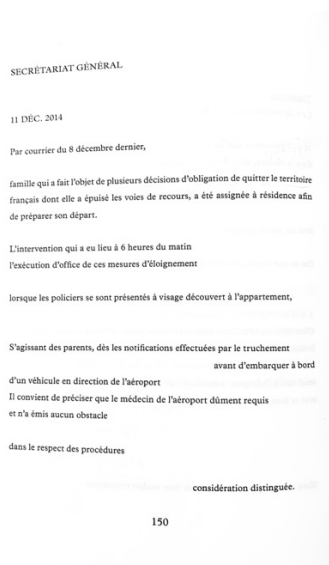 SECRÉTARIAT GÉNÉRAL
11 DÉC. 2014
Par courrier du 8 décembre dernier,
famille qui a fait l'objet de plusieurs décisions d'obligation de quitter le territoire
français dont elle a épuisé les voies de recours, a été assignée à résidence afin
de préparer son départ.
L'intervention qui a eu lieu à 6 heures du matin
l'exécution d'office de ces mesures d'éloignement
lorsque les policiers se sont présentés à visage découvert à l'appartement,
S'agissant des parents, dès les notifications effectuées par le truchement
avant d'embarquer à bord
d'un véhicule en direction de l'aéroport
Il convient de préciser que le médecin de l'aéroport dûment requis
et n'a émis aucun obstacle
dans le respect des procédures
considération distinguée.
150